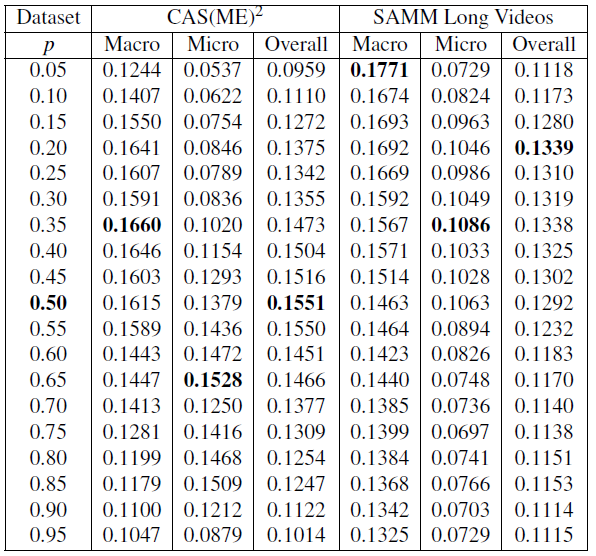 Dataset CAS(ME)² SAMM Long Videos
p Macro Micro Overall Macro Micro Overall
0.05 0.1244 0.0537 0.0959 0.1771 0.0729 0.1118
0.10 0.1407 0.0622 0.1110 0.1674 0.0824 0.1173
0.15 0.1550 0.0754 0.1272 0.1693 0.0963 0.1280
0.20 0.1641 0.0846 0.1375 0.1692 0.1046 0.1339
0.25 0.1607 0.0789 0.1342 0.1669 0.0986 0.1310
0.30 0.1591 0.0836 0.1355 0.1592 0.1049 0.1319
0.35 0.1660 0.1020 0.1473 0.1567 0.1086 0.1338
0.40 0.1646 0.1154 0.1504 0.1571 0.1033 0.1325
0.45 0.1603 0.1293 0.1516 0.1514 0.1028 0.1302
0.50 0.1615 0.1379 0.1551 0.1463 0.1063 0.1292
0.55 0.1589 0.1436 0.1550 0.1464 0.0894 0.1232
0.60 0.1443 0.1472 0.1451 0.1423 0.0826 0.1183
0.65 0.1447 0.1528 0.1466 0.1440 0.0748 0.1170
0.70 0.1413 0.1250 0.1377 0.1385 0.0736 0.1140
0.75 0.1281 0.1416 0.1309 0.1399 0.0697 0.1138
0.80 0.1199 0.1468 0.1254 0.1384 0.0741 0.1151
0.85 0.1179 0.1509 0.1247 0.1368 0.0766 0.1153
0.90 0.1100 0.1212 0.1122 0.1342 0.0703 0.1114
0.95 0.1047 0.0879 0.1014 0.1325 0.0729 0.1115